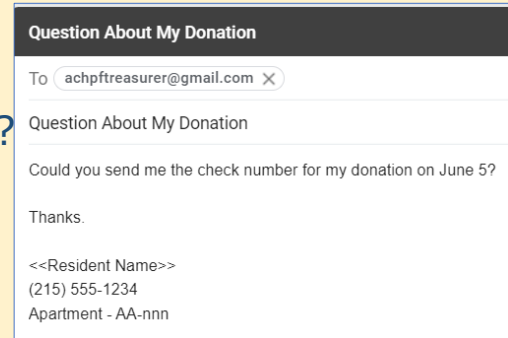 Question About My Donation
To achpftreasurer@gmail.com
?
Question About My Donation
Could you send me the check number for my donation on June 5?
Thanks.
<<Resident Name>>
(215) 555-1234
Apartment - AA-nnn